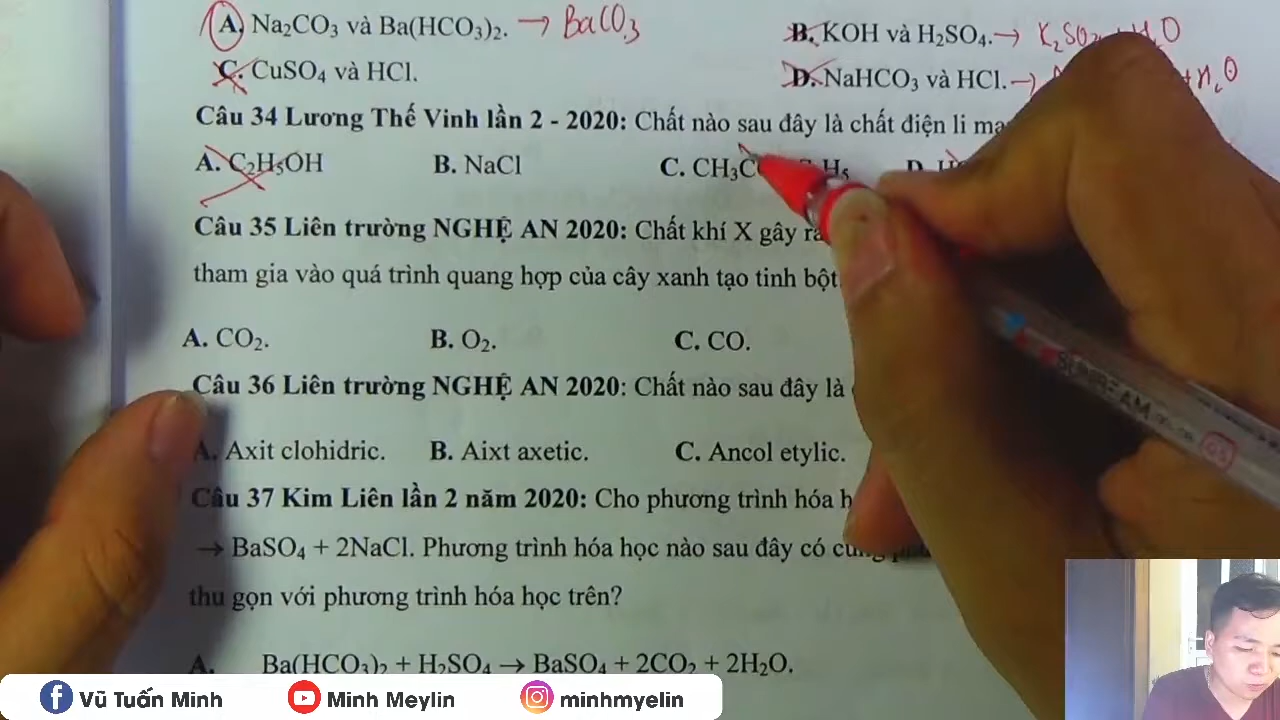 A. Na₂CO₃ và Ba(HCO₃)₂. → BaCO₃ B. KOH và H₂SO₄. → K₂SO₄ + H₂O
C. CuSO₄ và HCl. D. NaHCO₃ và HCl. → + H₂O
Câu 34 Lương Thế Vinh lần 2 - 2020: Chất nào sau đây là chất điện li
A. C₂H₅OH B. NaCl C. CH₃C H₅ D.
Câu 35 Liên trường NGHỆ AN 2020: Chất khí X gây
tham gia vào quá trình quang hợp của cây xanh tạo tinh bột.
A. CO₂. B. O₂. C. CO.
Câu 36 Liên trường NGHỆ AN 2020: Chất nào sau đây là
A. Axit clohidric. B. Aixt axetic. C. Ancol etylic.
Câu 37 Kim Liên lần 2 năm 2020: Cho phương trình hóa
→ BaSO₄ + 2NaCl. Phương trình hóa học nào sau đây có
thu gọn với phương trình hóa học trên?
A. Ba(HCO₃)₂ + H₂SO₄ → BaSO₄ + 2CO₂ + 2H₂O.
SUNBEAM
05
Vũ Tuấn Minh Minh Meylin minhmyelin